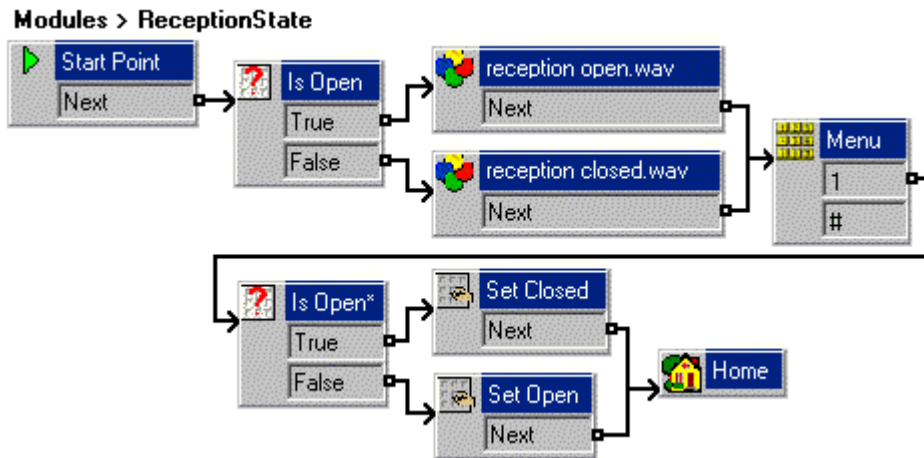 Modules > ReceptionState
Start Point
Next
Is Open
True
False
reception open.wav
Next
reception closed.wav
Next
Menu
1
#
Is Open*
True
False
Set Closed
Next
Set Open
Next
Home